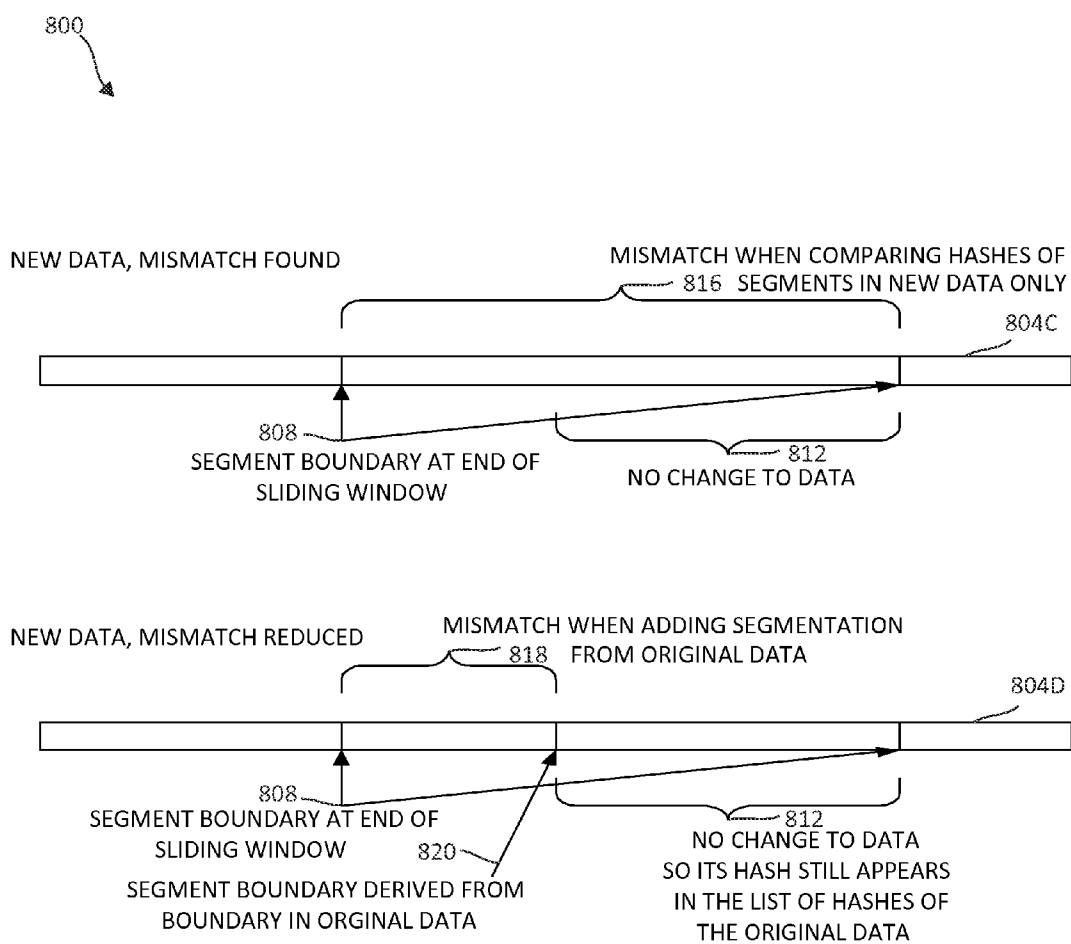 800
NEW DATA, MISMATCH FOUND
MISMATCH WHEN COMPARING HASHES OF
816 SEGMENTS IN NEW DATA ONLY
804C
808
SEGMENT BOUNDARY AT END OF
SLIDING WINDOW
812
NO CHANGE TO DATA
NEW DATA, MISMATCH REDUCED
MISMATCH WHEN ADDING SEGMENTATION
818 FROM ORIGINAL DATA
804D
808
SEGMENT BOUNDARY AT END OF
SLIDING WINDOW
820
SEGMENT BOUNDARY DERIVED FROM
BOUNDARY IN ORGINAL DATA
812
NO CHANGE TO DATA
SO ITS HASH STILL APPEARS
IN THE LIST OF HASHES OF
THE ORIGINAL DATA